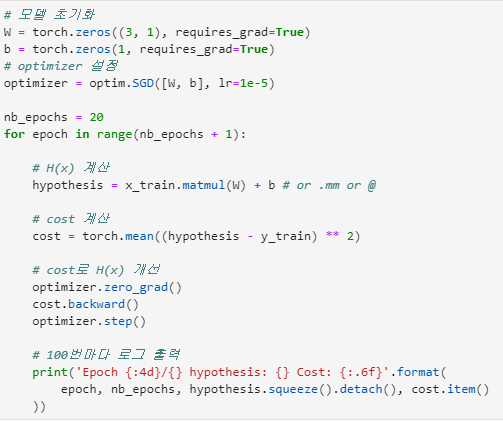 # 모델 초기화
W = torch.zeros((3, 1), requires_grad=True)
b = torch.zeros(1, requires_grad=True)
# optimizer 설정
optimizer = optim.SGD([W, b], lr=1e-5)
nb_epochs = 20
for epoch in range(nb_epochs + 1):
# H(x) 계산
hypothesis = x_train.matmul(W) + b # or .mm or @
# cost 계산
cost = torch.mean((hypothesis - y_train) ** 2)
# cost로 H(x) 개선
optimizer.zero_grad()
cost.backward()
optimizer.step()
# 100번마다 로그 출력
print('Epoch {:4d}/{} hypothesis: {} Cost: {:.6f}'.format(
epoch, nb_epochs, hypothesis.squeeze().detach(), cost.item()
))